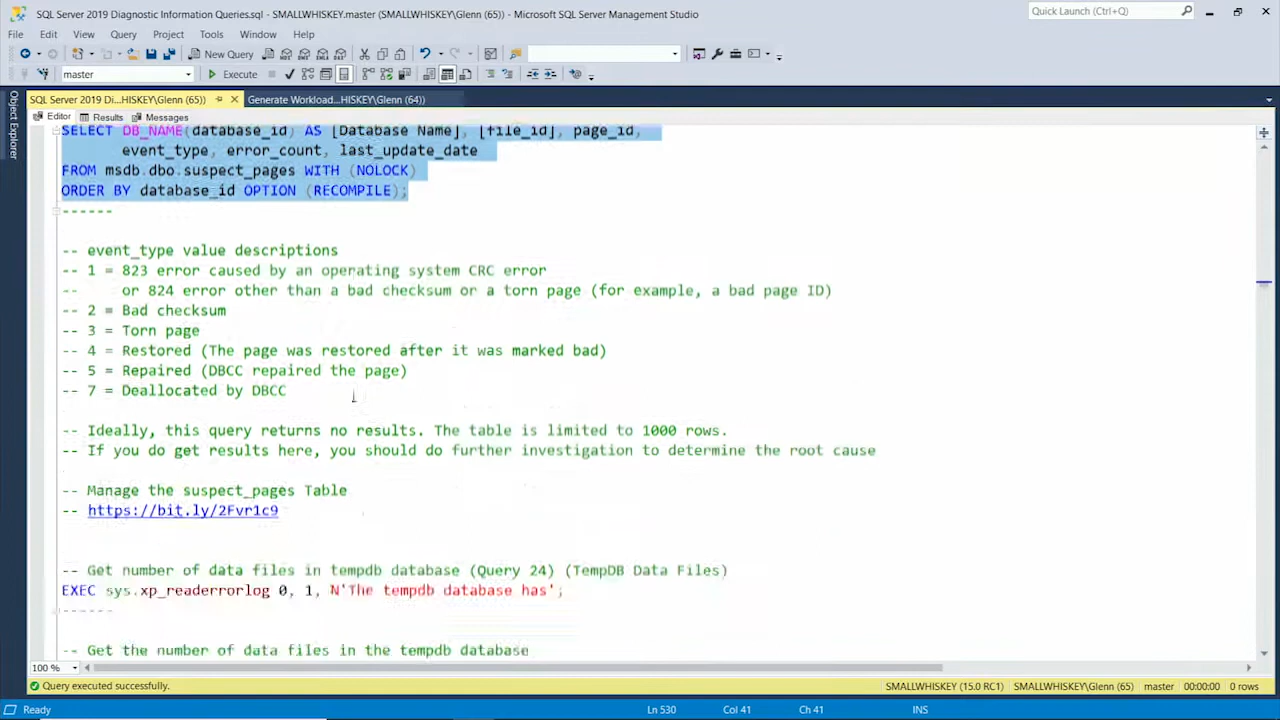 SQL Server 2019 Diagnostic Information Queries.sql - SMALLWHISKEY.master (SMALLWHISKEY\Glenn (65)) - Microsoft SQL Server Management Studio
Quick Launch (Ctrl+Q)
File Edit View Query Project Tools Window Help
New Query
master Execute
SQL Server 2019 Di...HISKEY\Glenn (65)) Generate Workload...HISKEY\Glenn (64))
Object Explorer
Editor Results Messages
SELECT DB_NAME(database_id) AS [Database Name], [file_id], page_id,
event_type, error_count, last_update_date
FROM msdb.dbo.suspect_pages WITH (NOLOCK)
ORDER BY database_id OPTION (RECOMPILE);
------
-- event_type value descriptions
-- 1 = 823 error caused by an operating system CRC error
-- or 824 error other than a bad checksum or a torn page (for example, a bad page ID)
-- 2 = Bad checksum
-- 3 = Torn page
-- 4 = Restored (The page was restored after it was marked bad)
-- 5 = Repaired (DBCC repaired the page)
-- 7 = Deallocated by DBCC
-- Ideally, this query returns no results. The table is limited to 1000 rows.
-- If you do get results here, you should do further investigation to determine the root cause
-- Manage the suspect_pages Table
-- https://bit.ly/2Fvr1c9
-- Get number of data files in tempdb database (Query 24) (TempDB Data Files)
EXEC sys.xp_readerrorlog 0, 1, N'The tempdb database has';
------
-- Get the number of data files in the tempdb database
100 %
Query executed successfully. SMALLWHISKEY (15.0 RC1) SMALLWHISKEY\Glenn (65) master 00:00:00 0 rows
Ready Ln 530 Col 41 Ch 41 INS